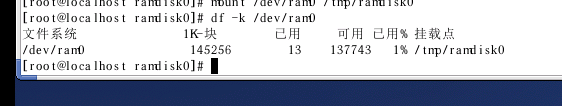 [root@localhost ramdisk0]# mount /dev/ram0 /tmp/ramdisk0
[root@localhost ramdisk0]# df -k /dev/ram0
文件系统 1K-块 已用 可用 已用% 挂载点
/dev/ram0 145256 13 137743 1% /tmp/ramdisk0
[root@localhost ramdisk0]#